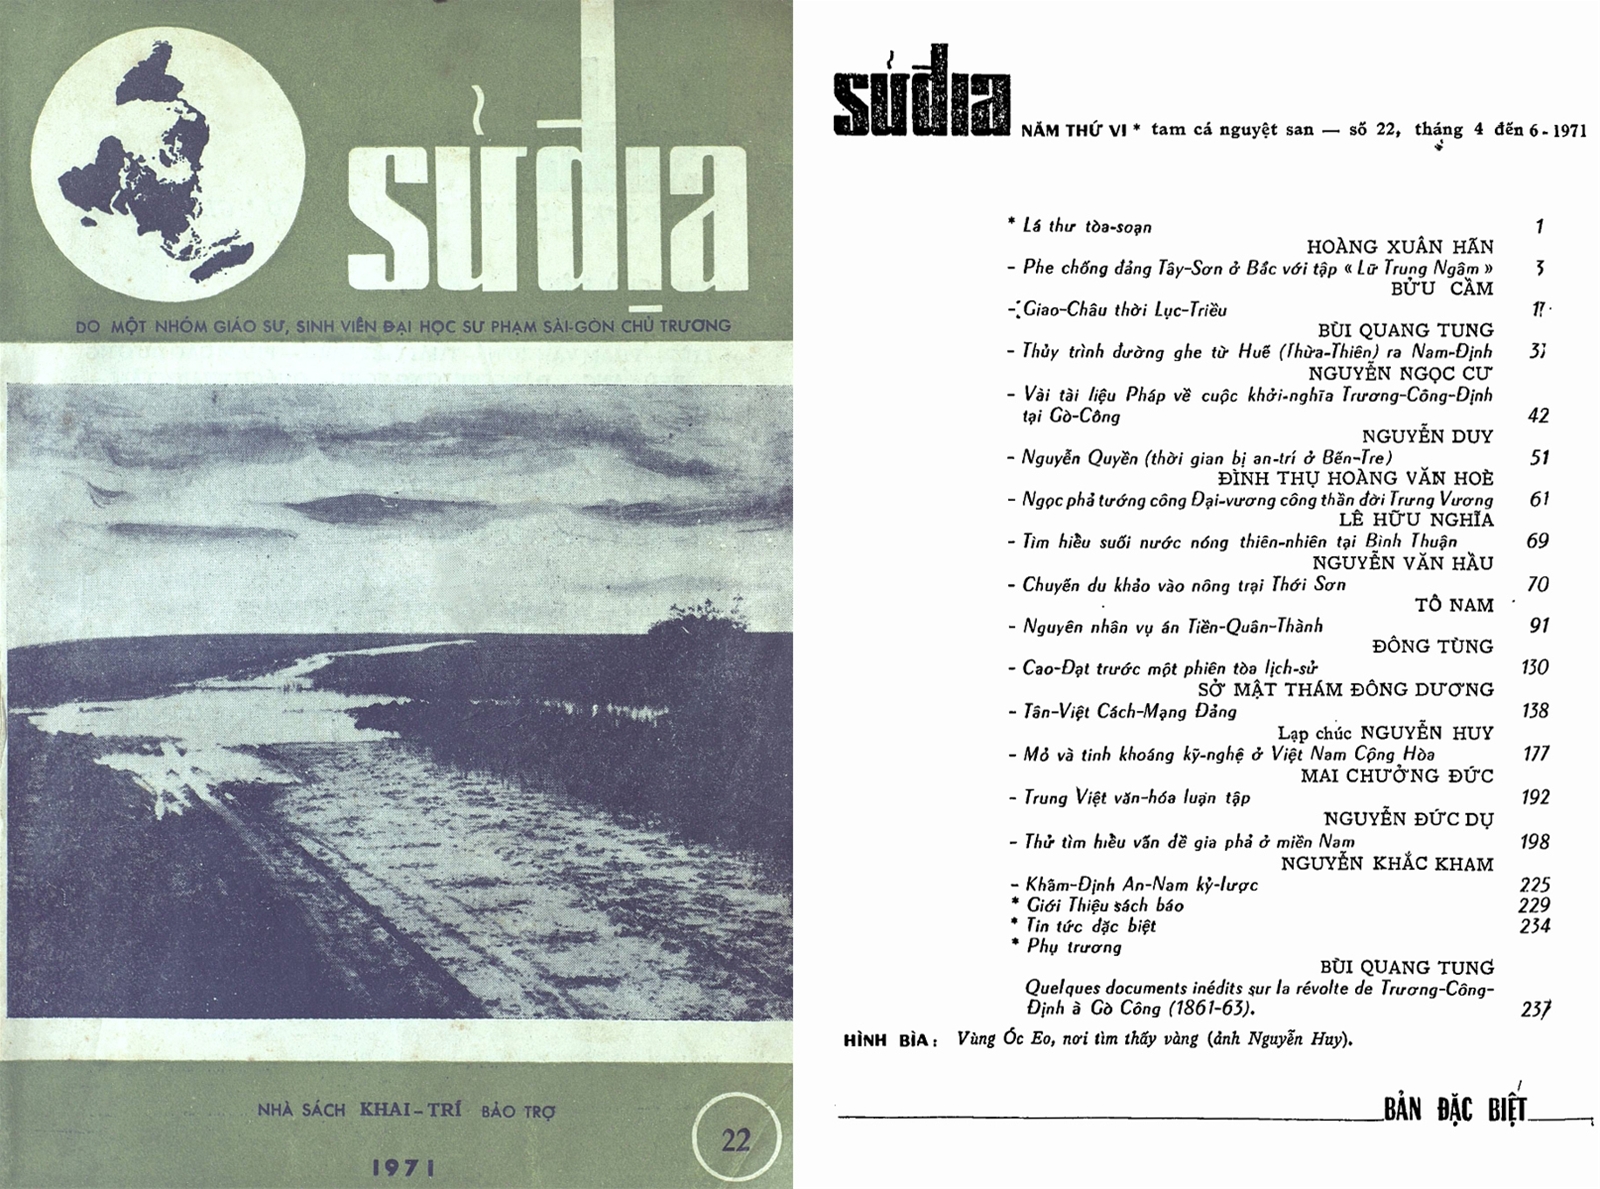 SửĐịA
DO MỘT NHÓM GIÁO SƯ, SINH VIÊN ĐẠI HỌC SƯ PHẠM SÀI-GÒN CHỦ TRƯƠNG
NHÀ SÁCH KHAI-TRÍ BẢO TRỢ
22
1971
SửĐịA NĂM THỨ VI * tam cá nguyệt san — số 22, tháng 4 đến 6-1971
* Lá thư tòa-soạn 1
HOÀNG XUÂN HÃN
- Phe chống đảng Tây-Sơn ở Bắc với tập « Lữ Trung Ngâm » 3
BỬU CẦM
- Giao-Châu thời Lục-Triều
BÙI QUANG TUNG
- Thủy trình đường ghe từ Huế (Thừa-Thiên) ra Nam-Định
NGUYỄN NGỌC CƯ
- Vài tài liệu Pháp về cuộc khởi-nghĩa Trương-Công-Định
tại Gò-Công 42
NGUYỄN DUY
- Nguyễn Quyền (thời gian bị an-trí ở Bến-Tre) 51
ĐÌNH THỤ HOÀNG VĂN HOÈ
- Ngọc phả tướng công Đại-vương công thần đời Trưng Vương 61
LÊ HỮU NGHĨA
- Tìm hiểu suối nước nóng thiên-nhiên tại Bình Thuận 69
NGUYỄN VĂN HẦU
- Chuyến du khảo vào nông trại Thới Sơn 70
TÔ NAM
- Nguyên nhân vụ án Tiền-Quân-Thành 91
ĐÔNG TÙNG
- Cao-Đạt trước một phiên tòa lịch-sử 130
SỞ MẬT THÁM ĐÔNG DƯƠNG
- Tân-Việt Cách-Mạng Đảng 138
Lạp chúc NGUYỄN HUY
- Mỏ và tinh khoáng kỹ-nghệ ở Việt Nam Cộng Hòa 177
MAI CHƯỞNG ĐỨC
- Trung Việt văn-hóa luận tập 192
NGUYỄN ĐỨC DỤ
- Thử tìm hiểu vấn đề gia phả ở miền Nam 198
NGUYỄN KHẮC KHAM
- Khâm-Định An-Nam kỷ-lược 225
* Giới Thiệu sách báo 229
* Tin tức đặc biệt 234
* Phụ trương
BÙI QUANG TUNG
Quelques documents inédits sur la révolte de Trương-Công-
Định à Gò Công (1861-63). 237
HÌNH BÌA: Vùng Óc Eo, nơi tìm thấy vàng (ảnh Nguyễn Huy).
BẢN ĐẶC BIỆT